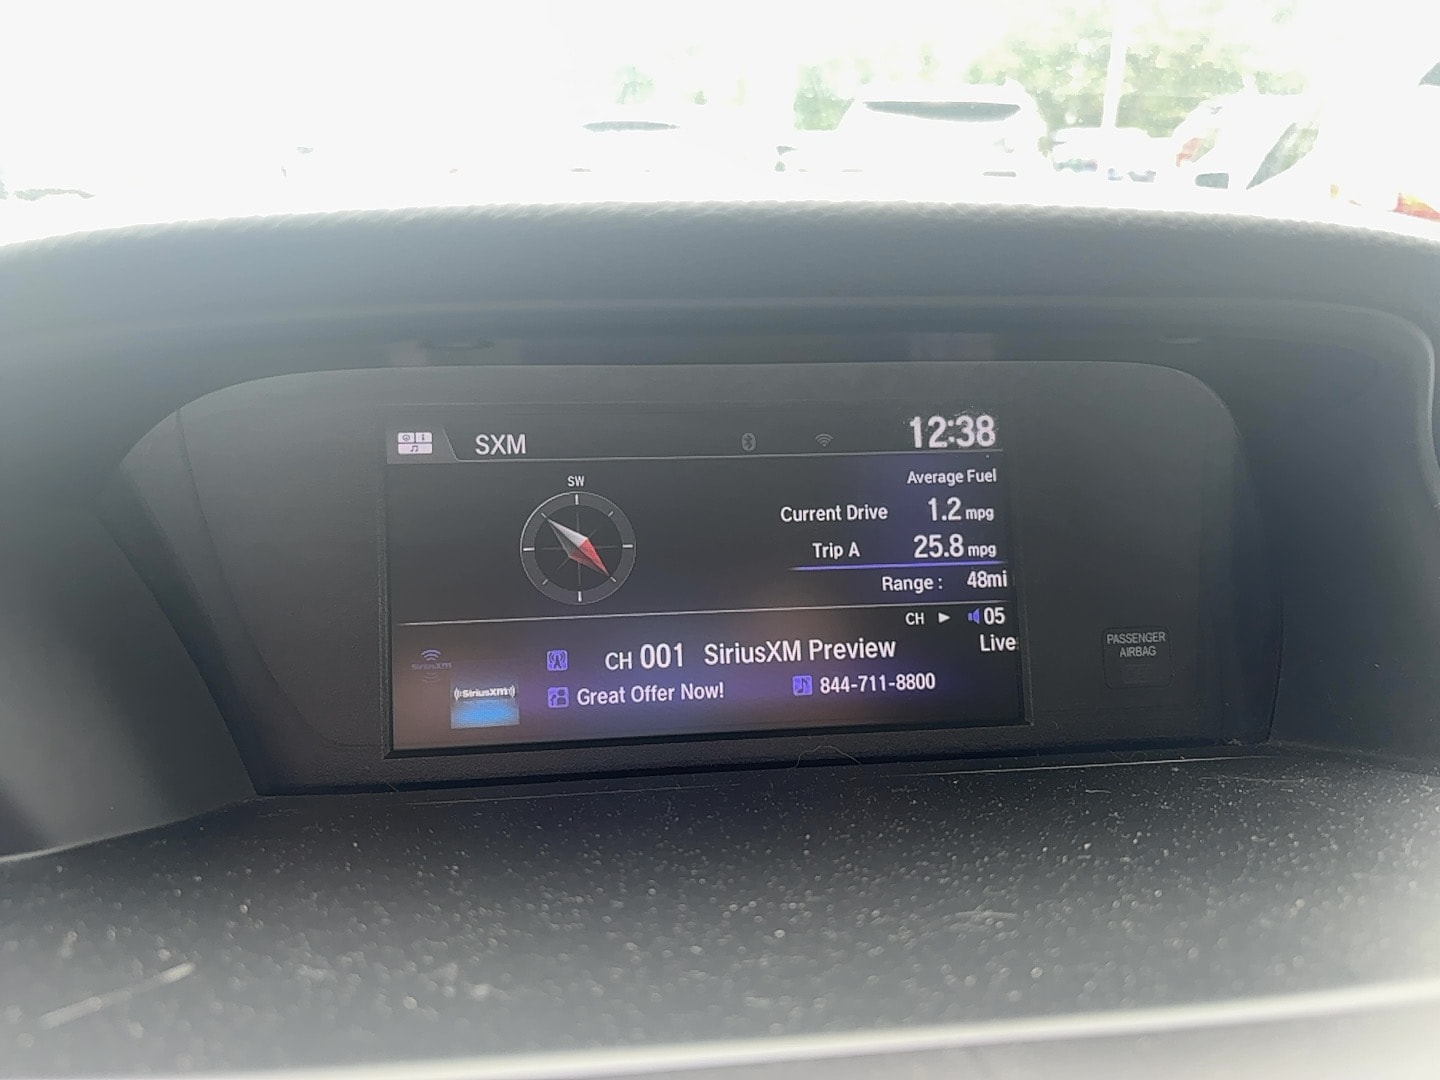 SXM
12:38
SW
Average Fuel
Current Drive 1.2 mpg
Trip A 25.8 mpg
Range : 48mi
CH 05
CH 001 SiriusXM Preview Live
SiriusXM
((SiriusXM))
Great Offer Now! 844-711-8800
PASSENGER
AIRBAG